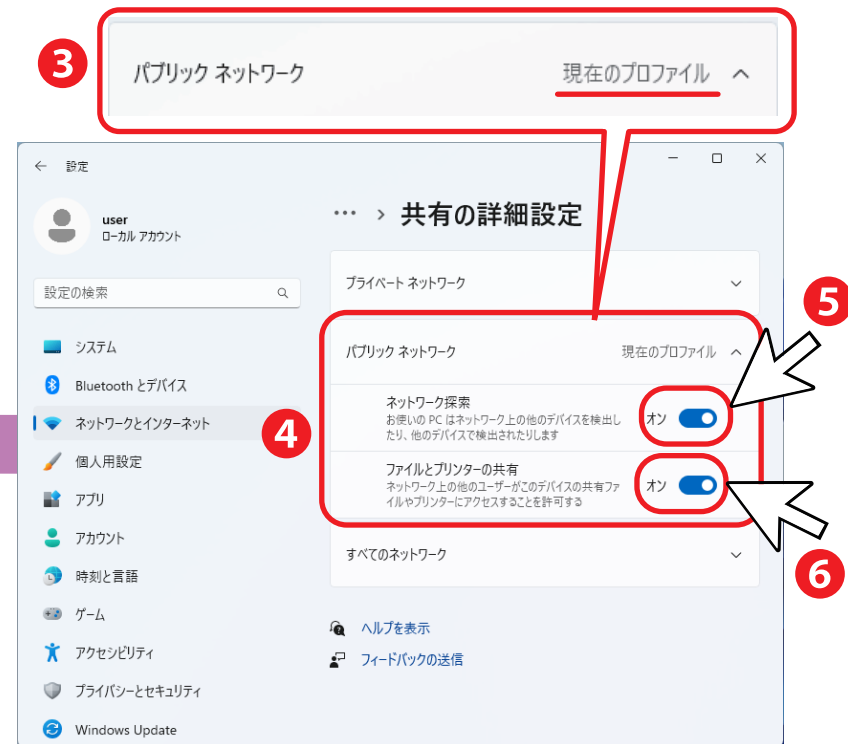 3
パブリック ネットワーク 現在のプロファイル
← 設定
user
ローカル アカウント
… › 共有の詳細設定
設定の検索
プライベート ネットワーク
5
システム
パブリック ネットワーク 現在のプロファイル
Bluetooth とデバイス
ネットワーク探索
お使いの PC はネットワーク上の他のデバイスを検出し
たり、他のデバイスで検出されたりします
オン
ネットワークとインターネット
4
個人用設定
ファイルとプリンターの共有
ネットワーク上の他のユーザーがこのデバイスの共有ファ
イルやプリンターにアクセスすることを許可する
オン
アプリ
アカウント
すべてのネットワーク
6
時刻と言語
ゲーム
ヘルプを表示
アクセシビリティ
フィードバックの送信
プライバシーとセキュリティ
Windows Update